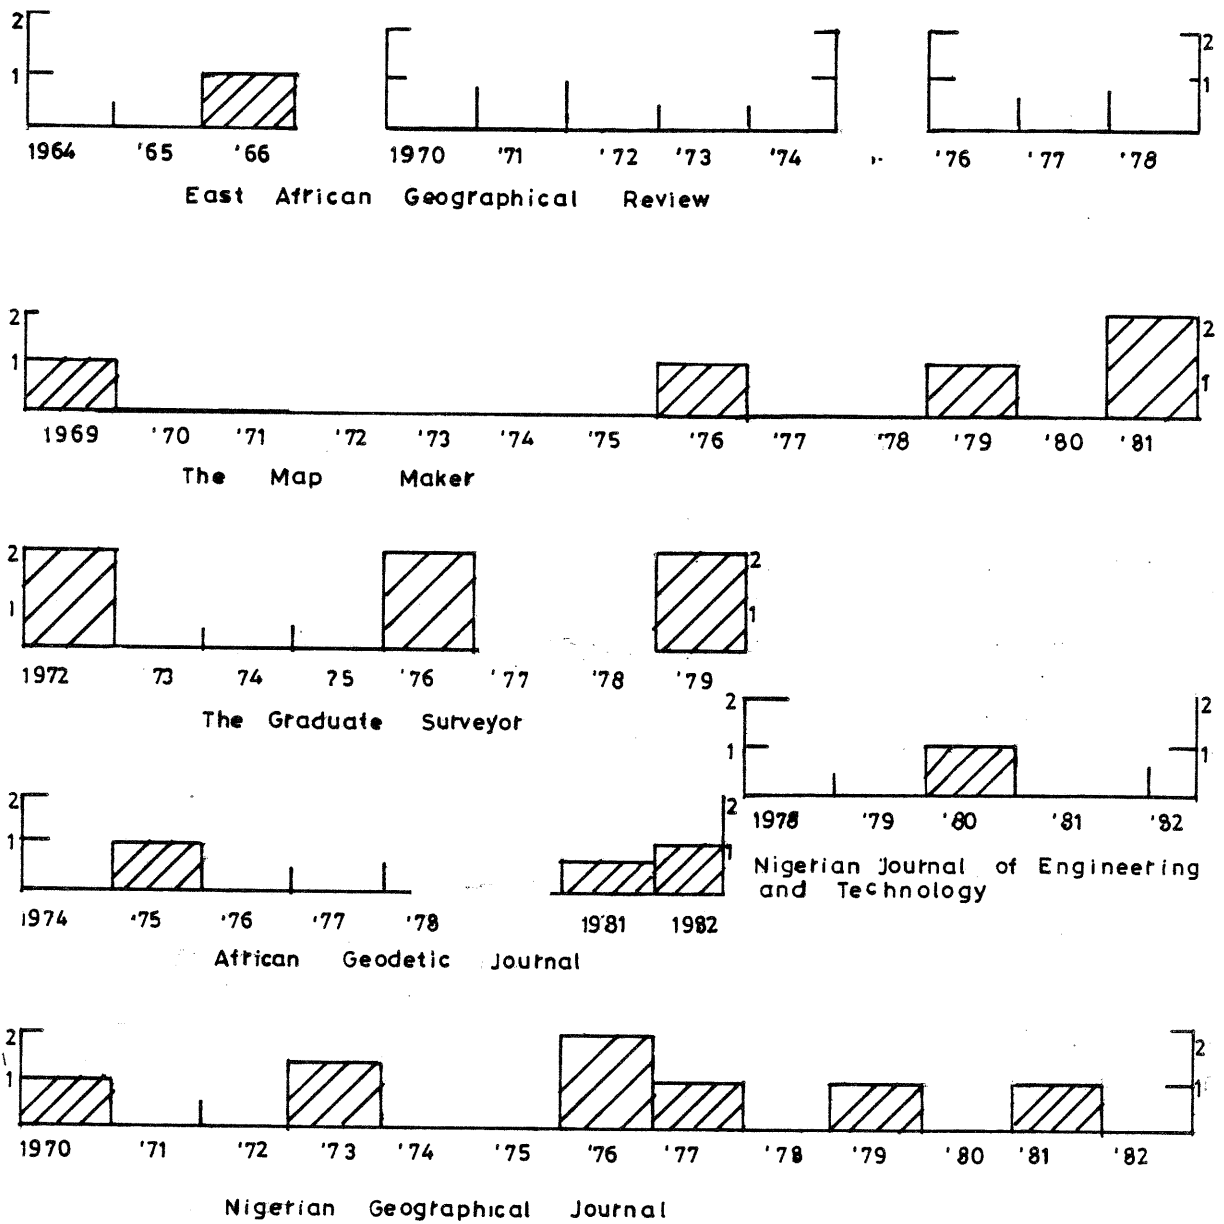 2
2
1
1
1964 '65 '66 1970 '71 '72 '73 '74 '76 '77 '78
East African Geographical Review
2
2
1
1
1969 '70 '71 '72 '73 '74 '75 '76 '77 '78 '79 '80 '81
The Map Maker
2
2
1
1
1972 73 74 75 '76 '77 '78 '79
The Graduate Surveyor
2
2
1
1
1978 '79 '80 '81 '82
Nigerian Journal of Engineering
and Technology
2
2
1
1
1974 '75 '76 '77 '78 1981 1982
African Geodetic Journal
2
2
1
1
1970 '71 '72 '73 '74 '75 '76 '77 '78 '79 '80 '81 '82
Nigerian Geographical Journal